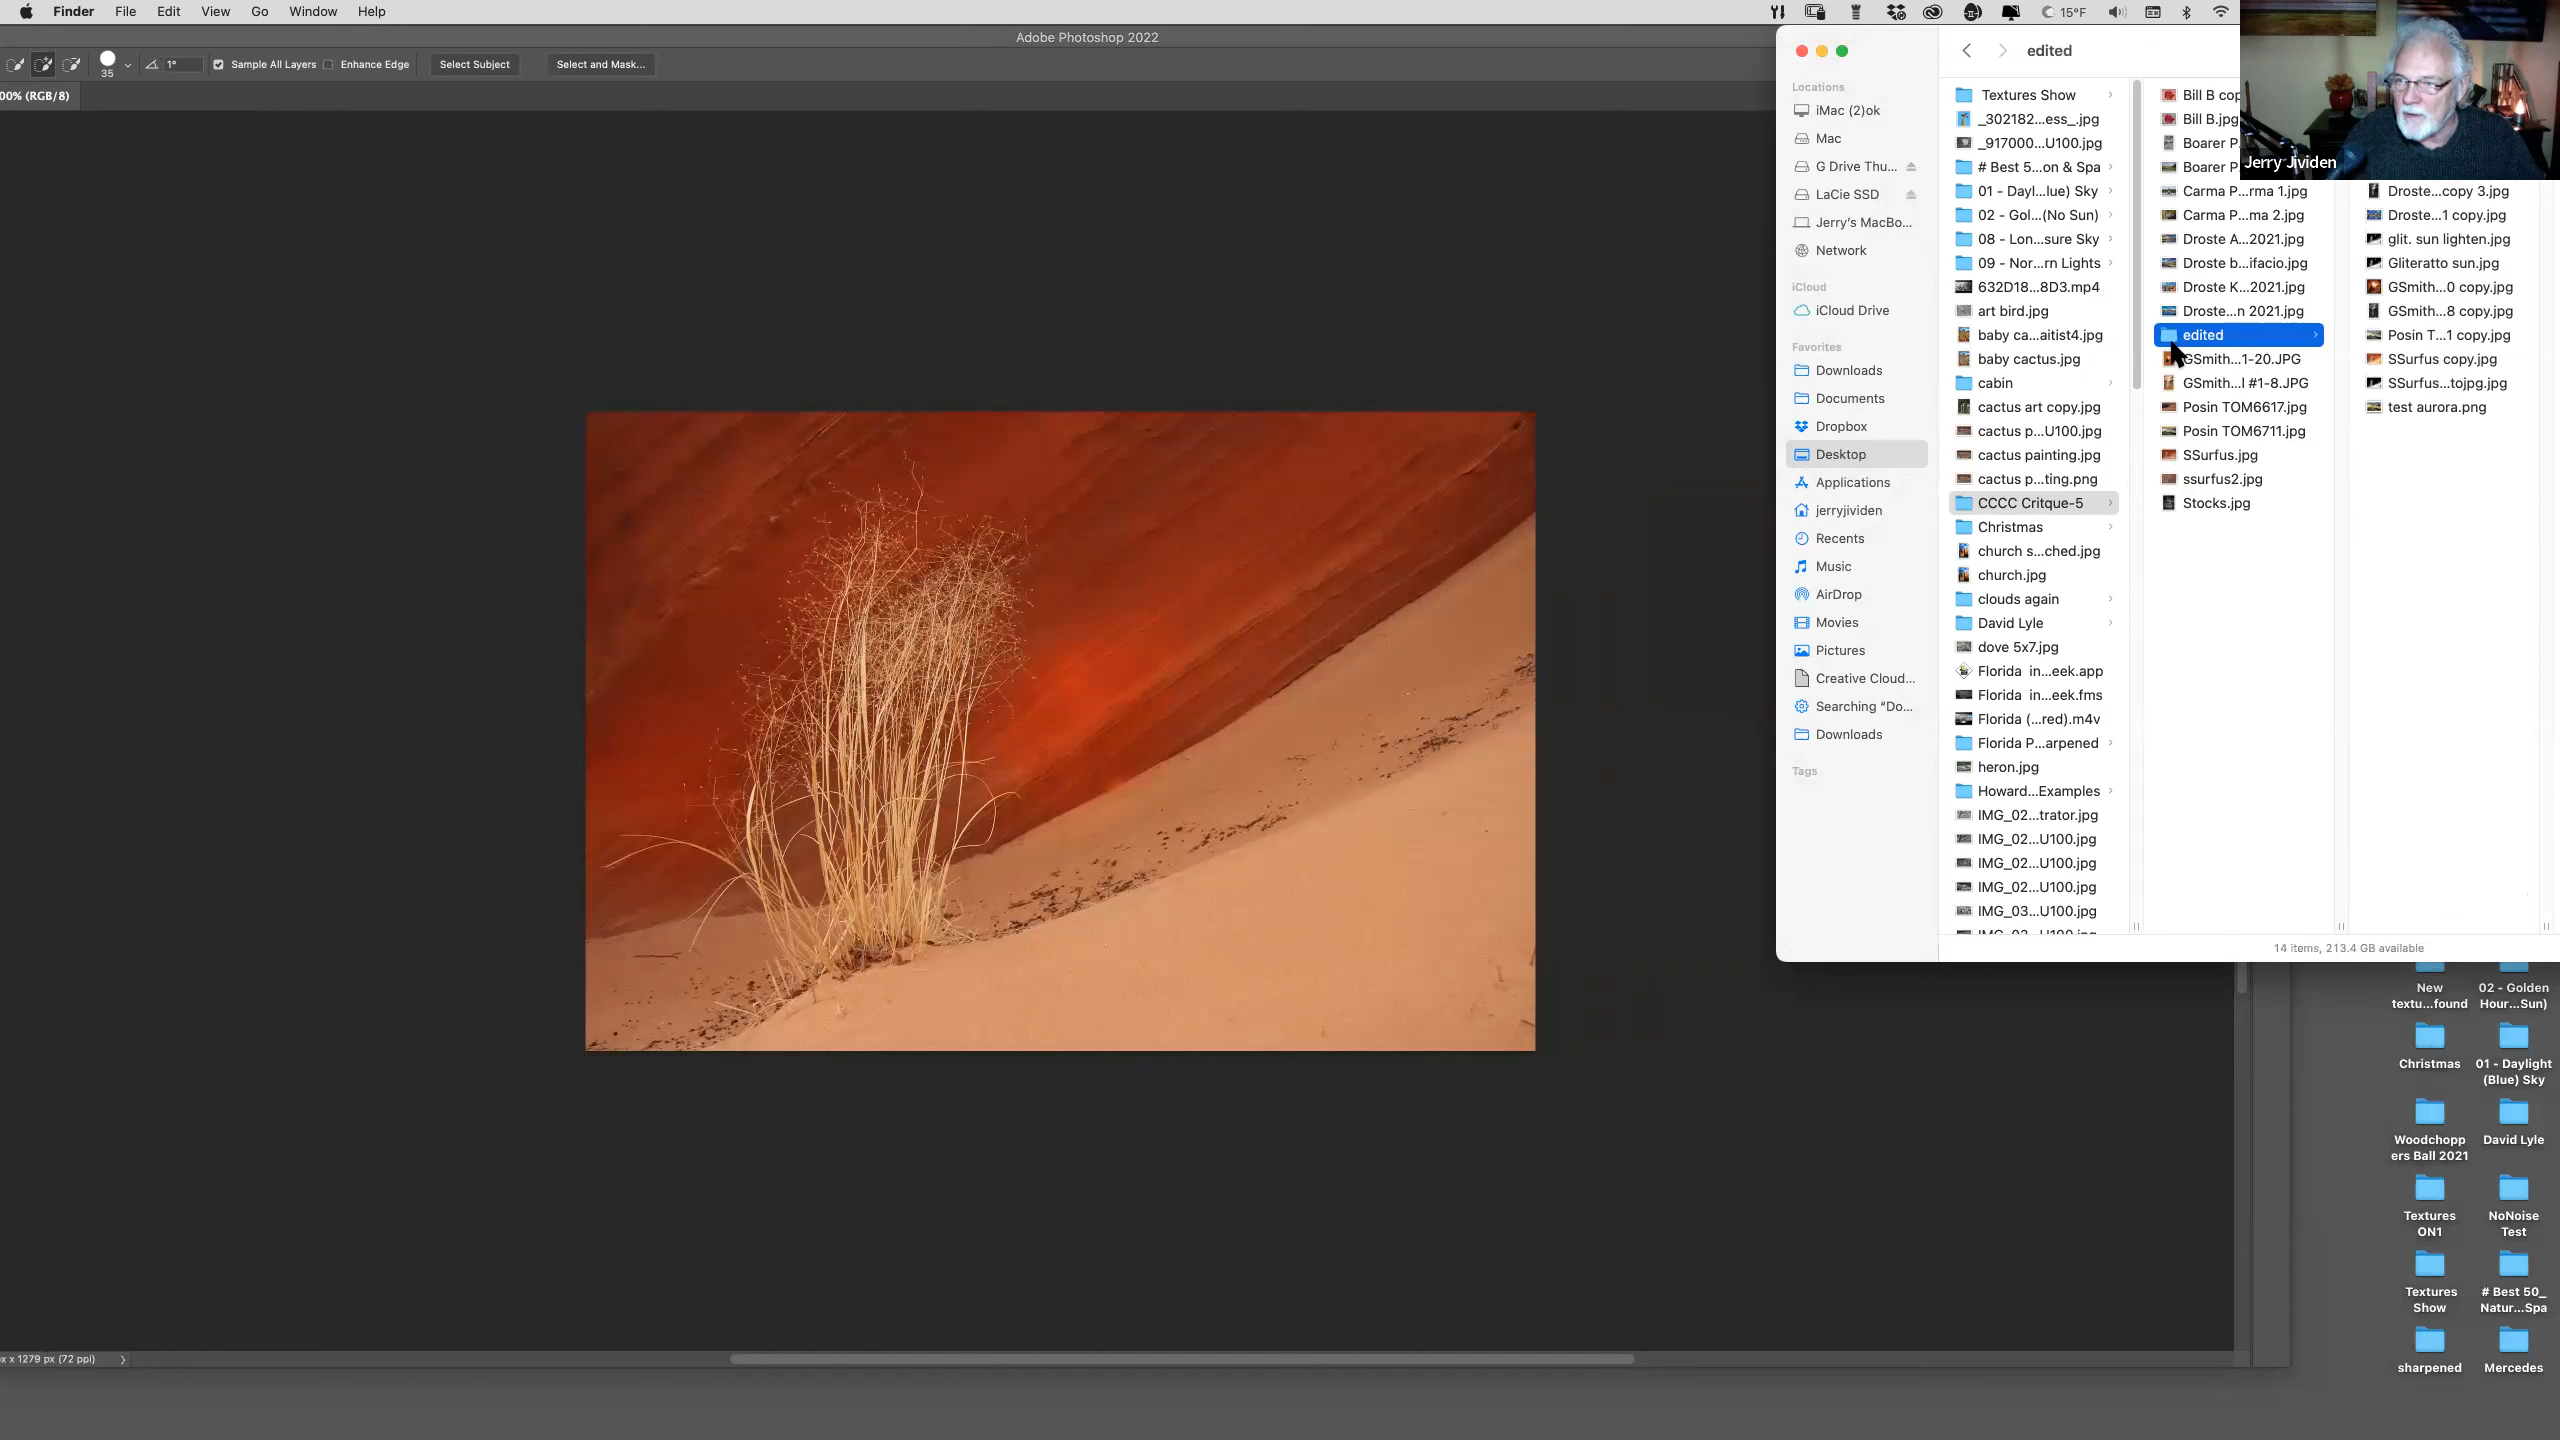 Finder File Edit View Go Window Help
15°F
Adobe Photoshop 2022
35
1°
Sample All Layers
Enhance Edge
Select Subject
Select and Mask...
00% (RGB/8)
edited
Locations
iMac (2)ok
Mac
G Drive Thu...
LaCie SSD
Jerry's MacBo...
Network
iCloud
iCloud Drive
Favorites
Downloads
Documents
Dropbox
Desktop
Applications
jerryjividen
Recents
Music
AirDrop
Movies
Pictures
Creative Cloud...
Searching “Do...
Downloads
Tags
Textures Show
_302182...ess_.jpg
_917000...U100.jpg
# Best 5...on & Spa
01 - Dayl...lue) Sky
02 - Gol...(No Sun)
08 - Lon...sure Sky
09 - Nor...rn Lights
632D18...8D3.mp4
art bird.jpg
baby ca...aitist4.jpg
baby cactus.jpg
cabin
cactus art copy.jpg
cactus p...U100.jpg
cactus painting.jpg
cactus p...ting.png
CCCC Critque-5
Christmas
church s...ched.jpg
church.jpg
clouds again
David Lyle
dove 5x7.jpg
Florida in...eek.app
Florida in...eek.fms
Florida (...red).m4v
Florida P...arpened
heron.jpg
Howard...Examples
IMG_02...trator.jpg
IMG_02...U100.jpg
IMG_02...U100.jpg
IMG_02...U100.jpg
IMG_03...U100.jpg
Bill B cop
Bill B.jpg
Boarer P
Boarer P
Carma P...rma 1.jpg
Carma P...ma 2.jpg
Droste A...2021.jpg
Droste b...ifacio.jpg
Droste K...2021.jpg
Droste...n 2021.jpg
edited
GSmith...1-20.JPG
GSmith...l #1-8.JPG
Posin TOM6617.jpg
Posin TOM6711.jpg
SSurfus.jpg
ssurfus2.jpg
Stocks.jpg
Jerry Jividen
Droste...copy 3.jpg
Droste...1 copy.jpg
glit. sun lighten.jpg
Gliteratto sun.jpg
GSmith...0 copy.jpg
GSmith...8 copy.jpg
Posin T...1 copy.jpg
SSurfus copy.jpg
SSurfus...tojpg.jpg
test aurora.png
14 items, 213.4 GB available
New
textu...found
02 - Golden
Hour...Sun)
Christmas
01 - Daylight
(Blue) Sky
Woodchopp
ers Ball 2021
David Lyle
Textures
ON1
NoNoise
Test
Textures
Show
# Best 50_
Natur...Spa
sharpened
Mercedes
x x 1279 px (72 ppi)